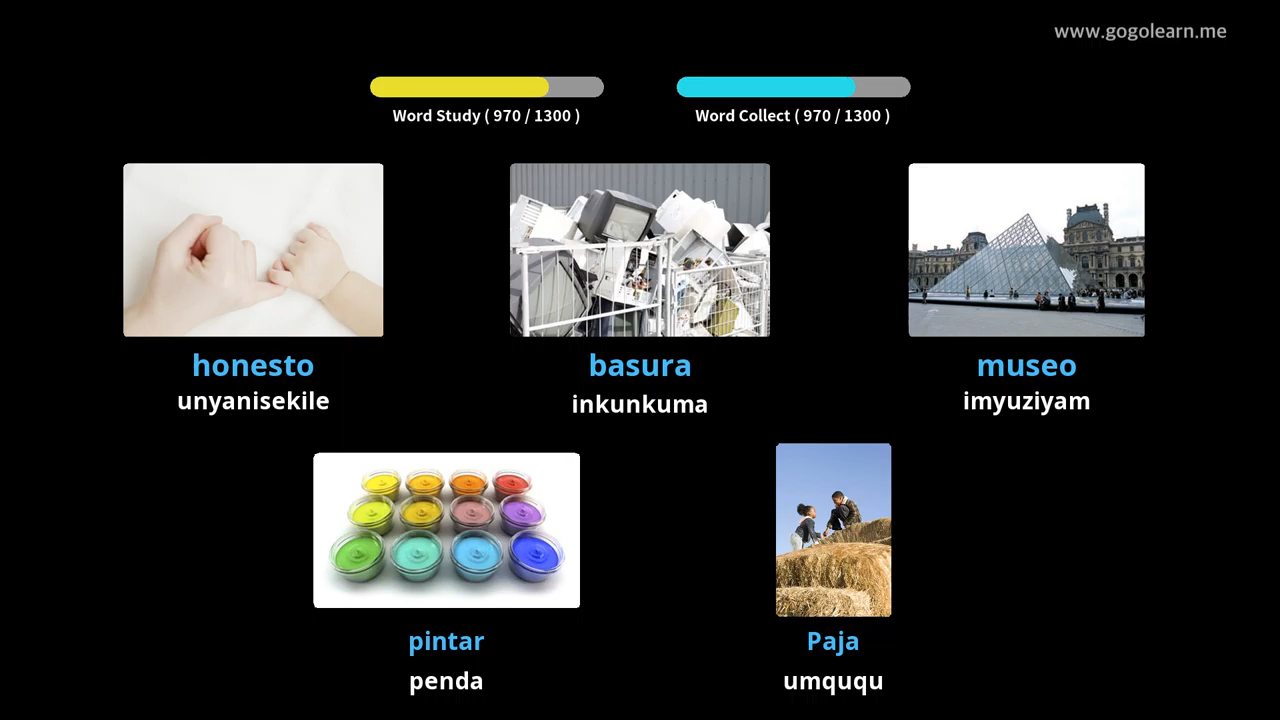 www.gogolearn.me
Word Study ( 970 / 1300 )
Word Collect ( 970 / 1300 )
honesto
unyanisekile
basura
inkunkuma
museo
imyuziyam
pintar
penda
Paja
umququ